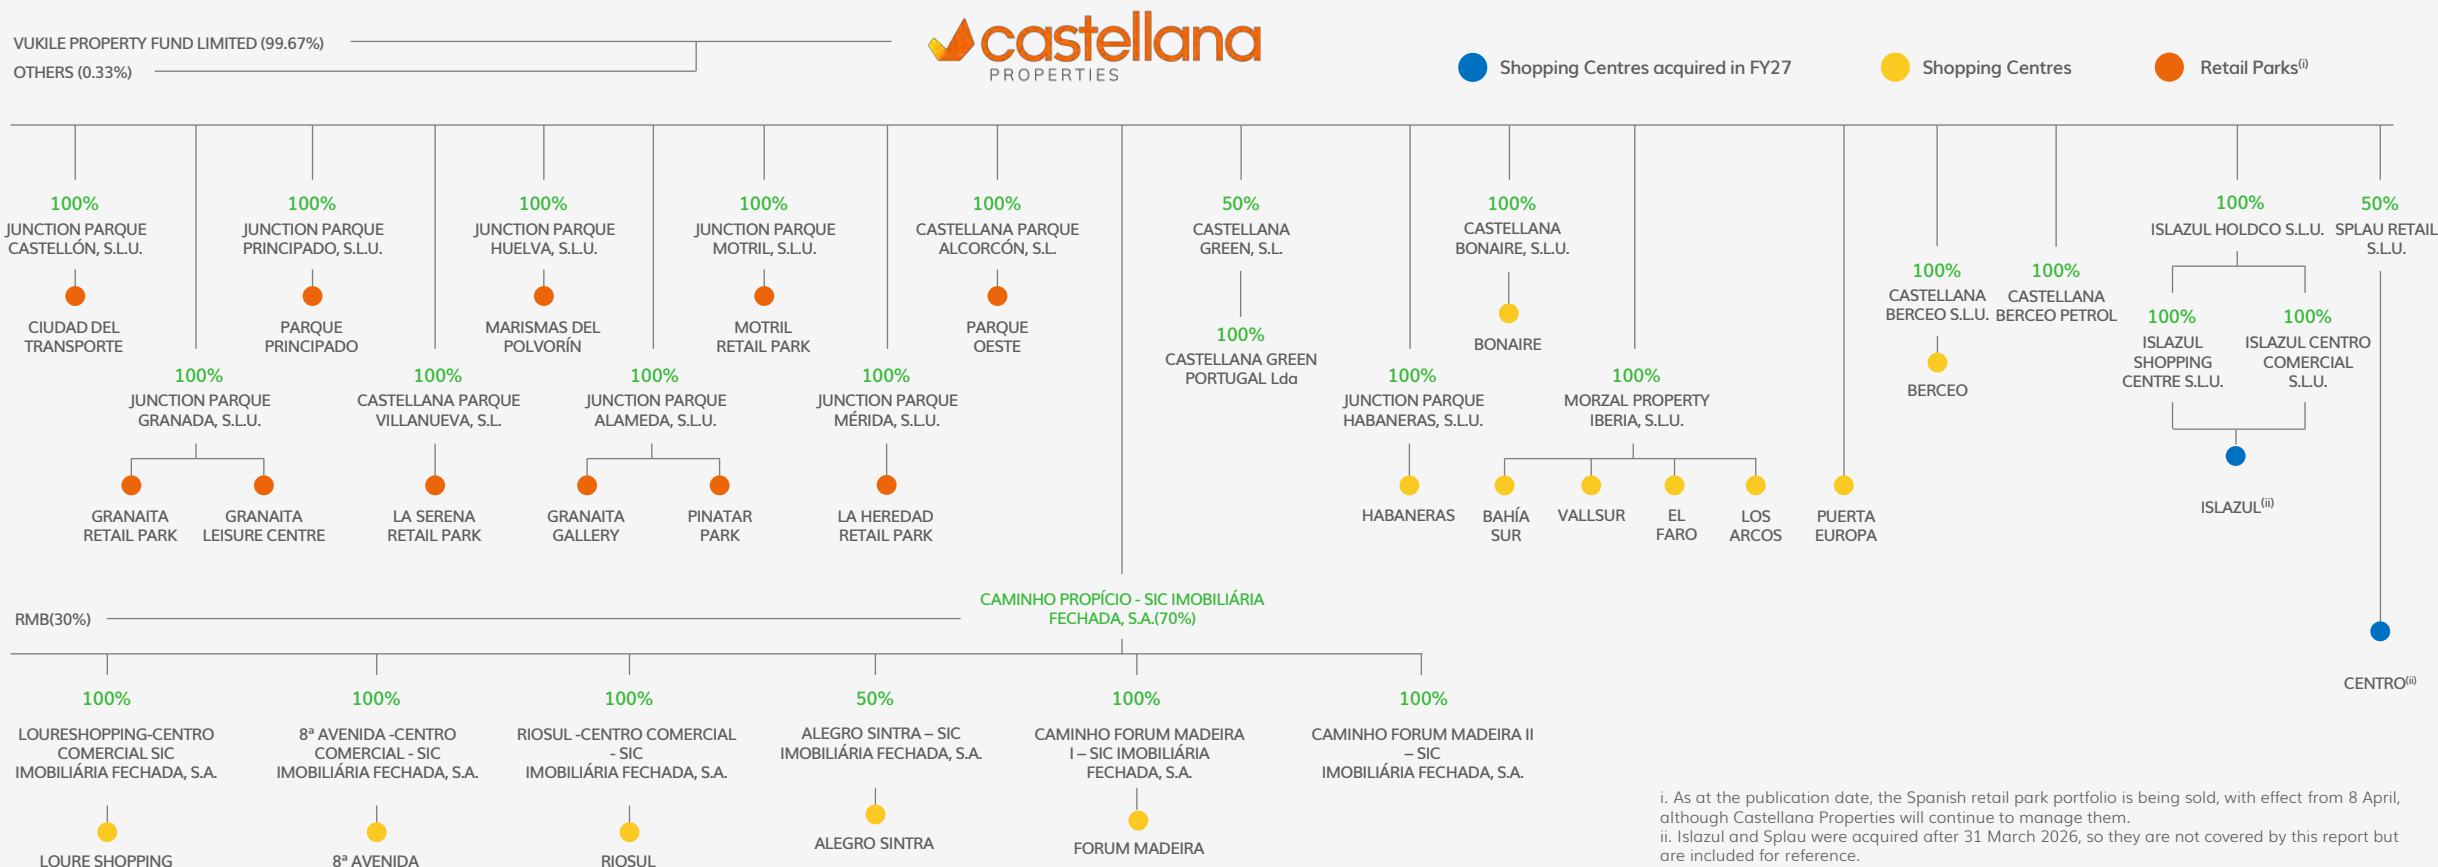 VUKILE PROPERTY FUND LIMITED (99.67%)
OTHERS (0.33%)
castellana
PROPERTIES
Shopping Centres acquired in FY27
Shopping Centres
Retail Parks(i)
100%
JUNCTION PARQUE
CASTELLÓN, S.L.U.
CIUDAD DEL
TRANSPORTE
100%
JUNCTION PARQUE
GRANADA, S.L.U.
GRANAITA
RETAIL PARK
GRANAITA
LEISURE CENTRE
100%
JUNCTION PARQUE
PRINCIPADO, S.L.U.
PARQUE
PRINCIPADO
100%
CASTELLANA PARQUE
VILLANUEVA, S.L.
LA SERENA
RETAIL PARK
100%
JUNCTION PARQUE
HUELVA, S.L.U.
MARISMAS DEL
POLVORÍN
100%
JUNCTION PARQUE
ALAMEDA, S.L.U.
GRANAITA
GALLERY
PINATAR
PARK
100%
JUNCTION PARQUE
MOTRIL, S.L.U.
MOTRIL
RETAIL PARK
100%
JUNCTION PARQUE
MÉRIDA, S.L.U.
LA HEREDAD
RETAIL PARK
100%
CASTELLANA PARQUE
ALCORCÓN, S.L.
PARQUE
OESTE
50%
CASTELLANA
GREEN, S.L.
100%
CASTELLANA GREEN
PORTUGAL Lda
100%
JUNCTION PARQUE
HABANERAS, S.L.U.
HABANERAS
100%
CASTELLANA
BONAIRE, S.L.U.
BONAIRE
100%
MORZAL PROPERTY
IBERIA, S.L.U.
BAHÍA
SUR
VALLSUR
EL
FARO
LOS
ARCOS
PUERTA
EUROPA
100%
CASTELLANA
BERCEO S.L.U.
BERCEO
100%
CASTELLANA
BERCEO PETROL
100%
ISLAZUL HOLDCO S.L.U.
100%
ISLAZUL
SHOPPING
CENTRE S.L.U.
100%
ISLAZUL CENTRO
COMERCIAL
S.L.U.
ISLAZUL(ii)
50%
SPLAU RETAIL
S.L.U.
CENTRO(ii)
RMB(30%)
CAMINHO PROPÍCIO - SIC IMOBILIÁRIA
FECHADA, S.A.(70%)
100%
LOURESHOPPING-CENTRO
COMERCIAL SIC
IMOBILIÁRIA FECHADA, S.A.
LOURE SHOPPING
100%
8ª AVENIDA -CENTRO
COMERCIAL - SIC
IMOBILIÁRIA FECHADA, S.A.
8ª AVENIDA
100%
RIOSUL -CENTRO COMERCIAL
- SIC
IMOBILIÁRIA FECHADA, S.A.
RIOSUL
50%
ALEGRO SINTRA – SIC
IMOBILIÁRIA FECHADA, S.A.
ALEGRO SINTRA
100%
CAMINHO FORUM MADEIRA
I – SIC IMOBILIÁRIA
FECHADA, S.A.
FORUM MADEIRA
100%
CAMINHO FORUM MADEIRA II
– SIC
IMOBILIÁRIA FECHADA, S.A.
i. As at the publication date, the Spanish retail park portfolio is being sold, with effect from 8 April,
although Castellana Properties will continue to manage them.
ii. Islazul and Splau were acquired after 31 March 2026, so they are not covered by this report but
are included for reference.